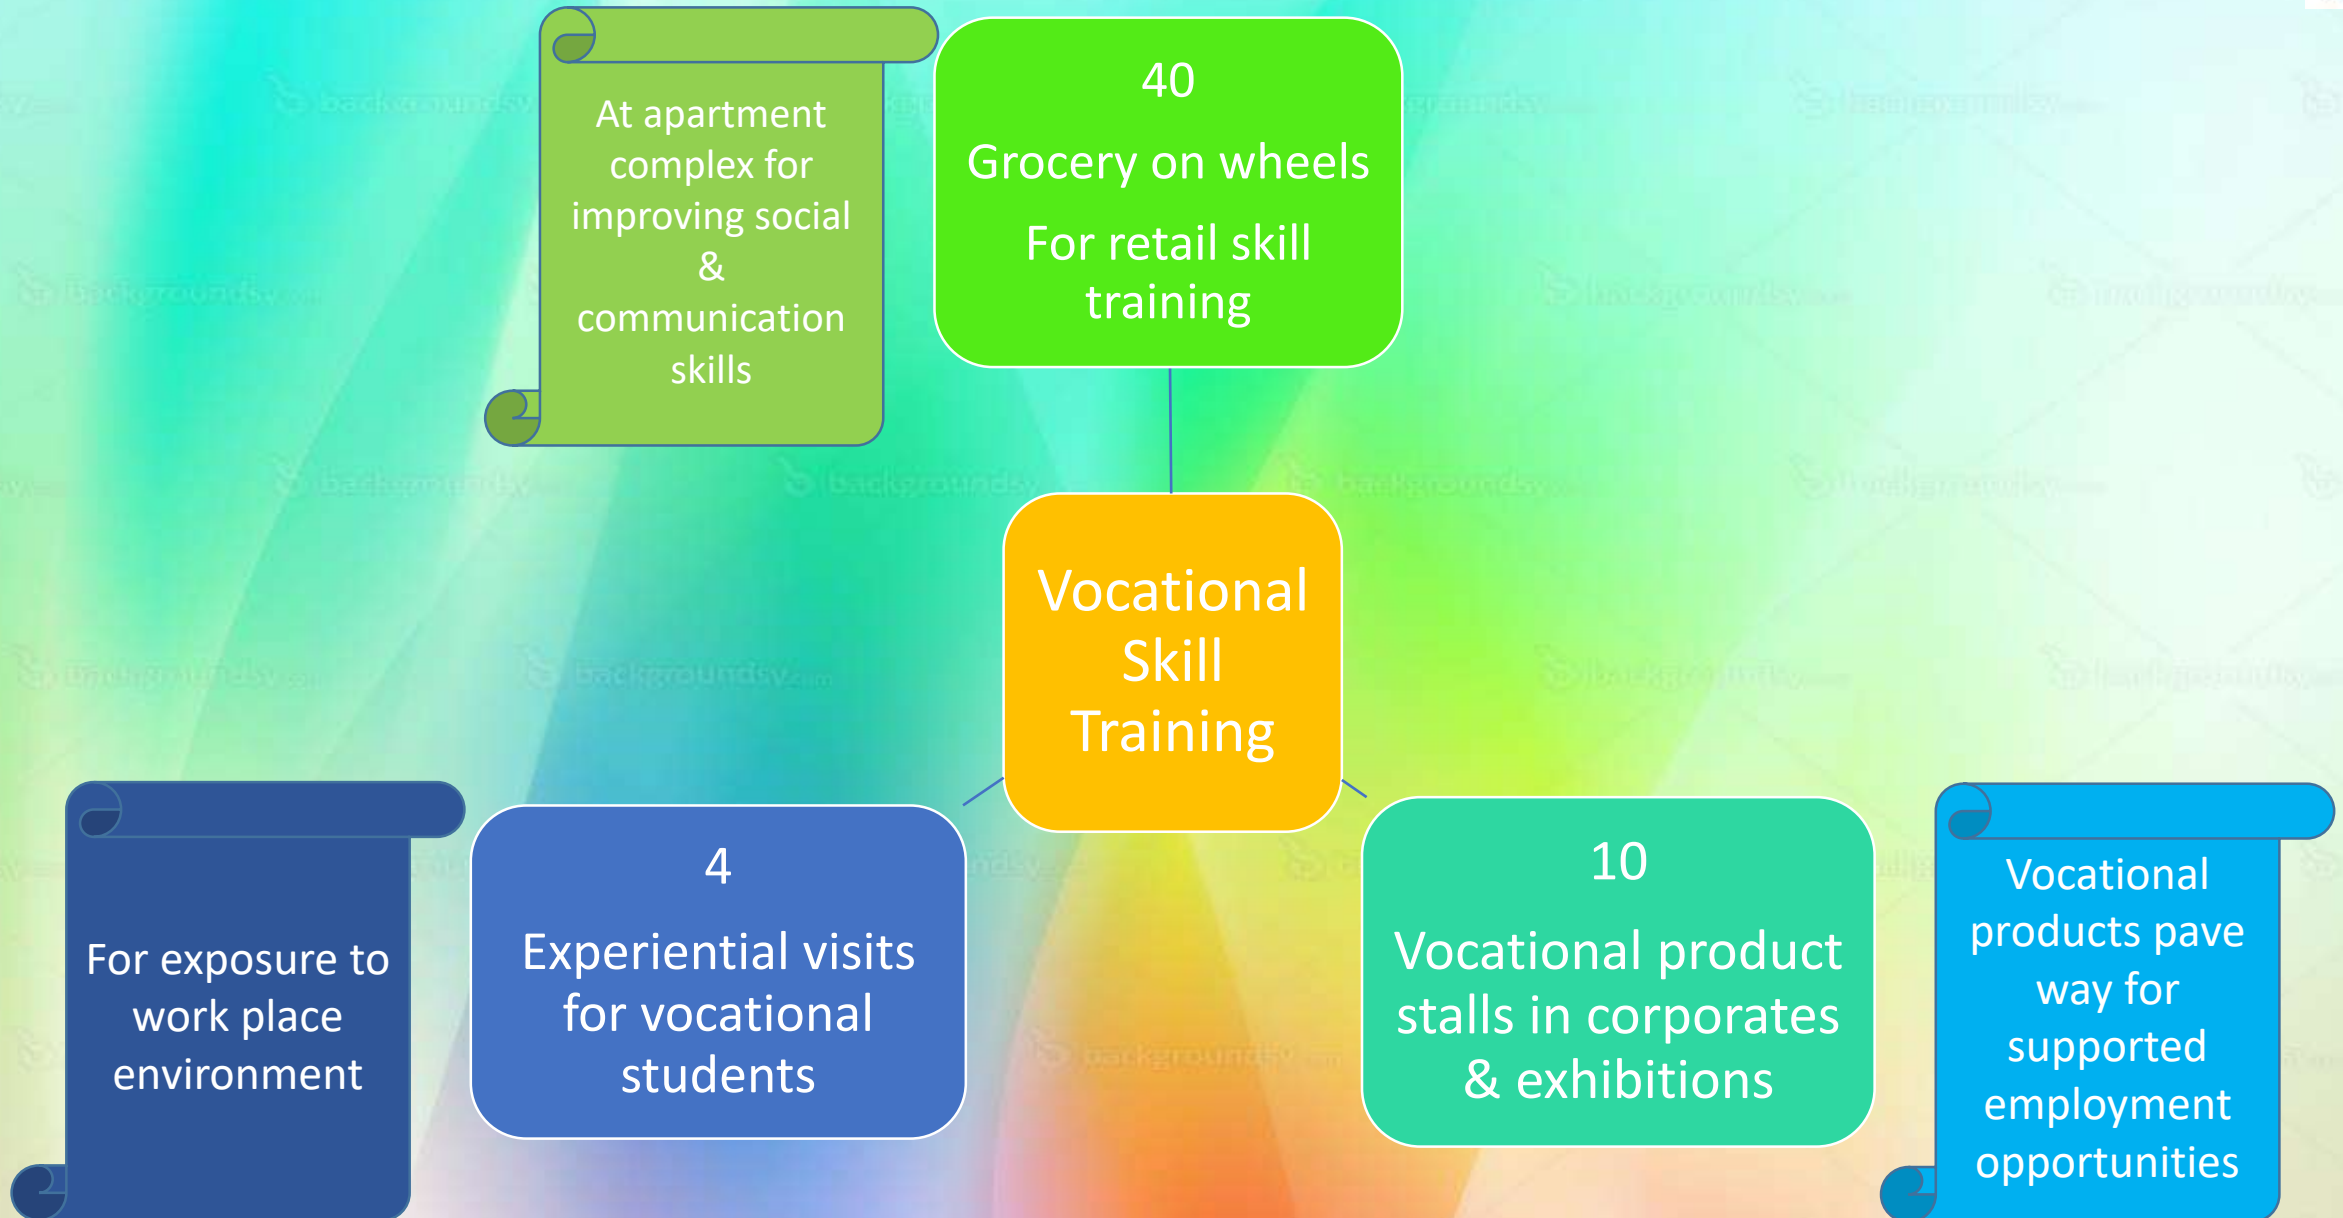 At apartment
complex for
improving social
&
communication
skills
40
Grocery on wheels
For retail skill
training
Vocational
Skill
Training
For exposure to
work place
environment
4
Experiential visits
for vocational
students
10
Vocational product
stalls in corporates
& exhibitions
Vocational
products pave
way for
supported
employment
opportunities